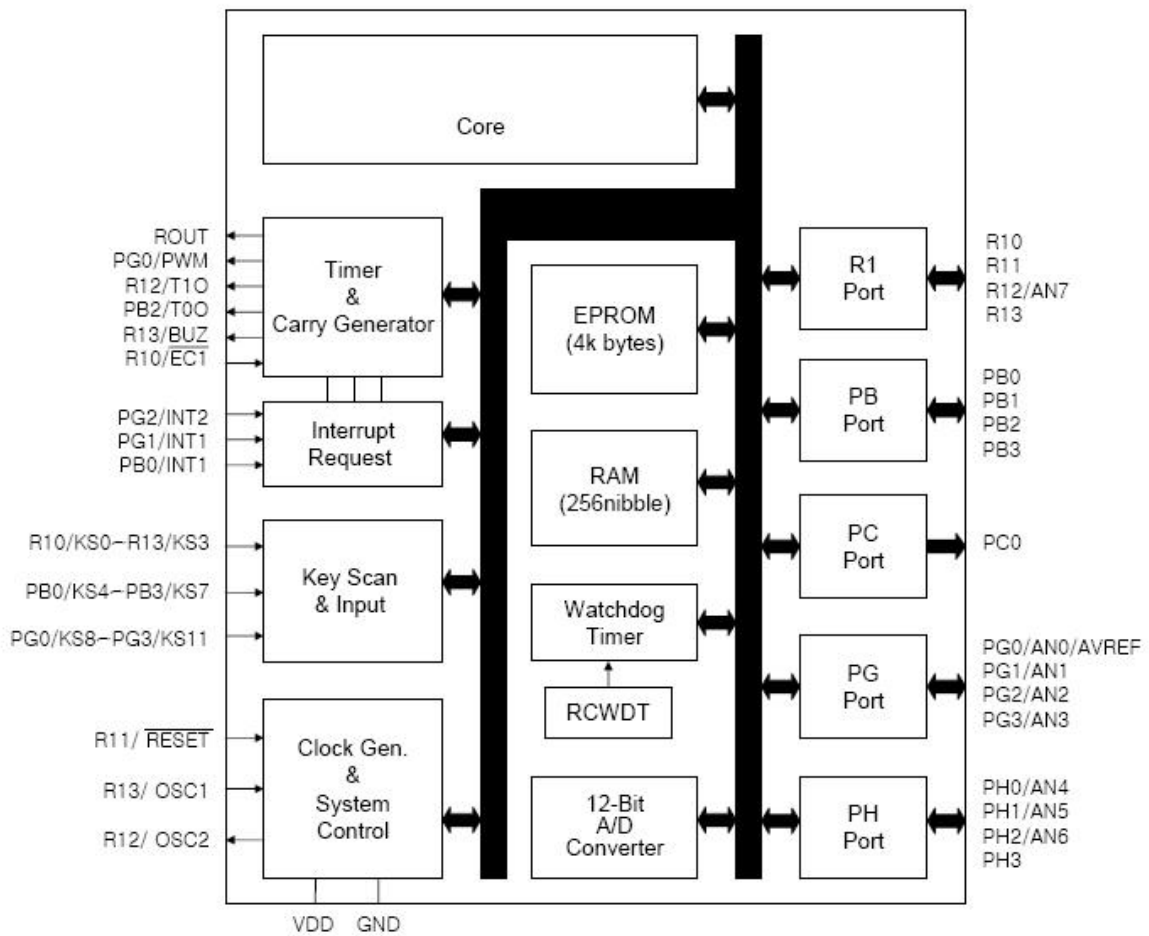 Core
ROUT
PG0/PWM
R12/T1O
PB2/T0O
R13/BUZ
R10/EC1
Timer
&
Carry Generator
PG2/INT2
PG1/INT1
PB0/INT1
Interrupt
Request
R10/KS0~R13/KS3
PB0/KS4~PB3/KS7
PG0/KS8~PG3/KS11
Key Scan
& Input
R11/ RESET
R13/ OSC1
R12/ OSC2
Clock Gen.
&
System
Control
VDD GND
EPROM
(4k bytes)
RAM
(256nibble)
Watchdog
Timer
RCWDT
12-Bit
A/D
Converter
R1
Port
R10
R11
R12/AN7
R13
PB
Port
PB0
PB1
PB2
PB3
PC
Port
PC0
PG
Port
PG0/AN0/AVREF
PG1/AN1
PG2/AN2
PG3/AN3
PH
Port
PH0/AN4
PH1/AN5
PH2/AN6
PH3